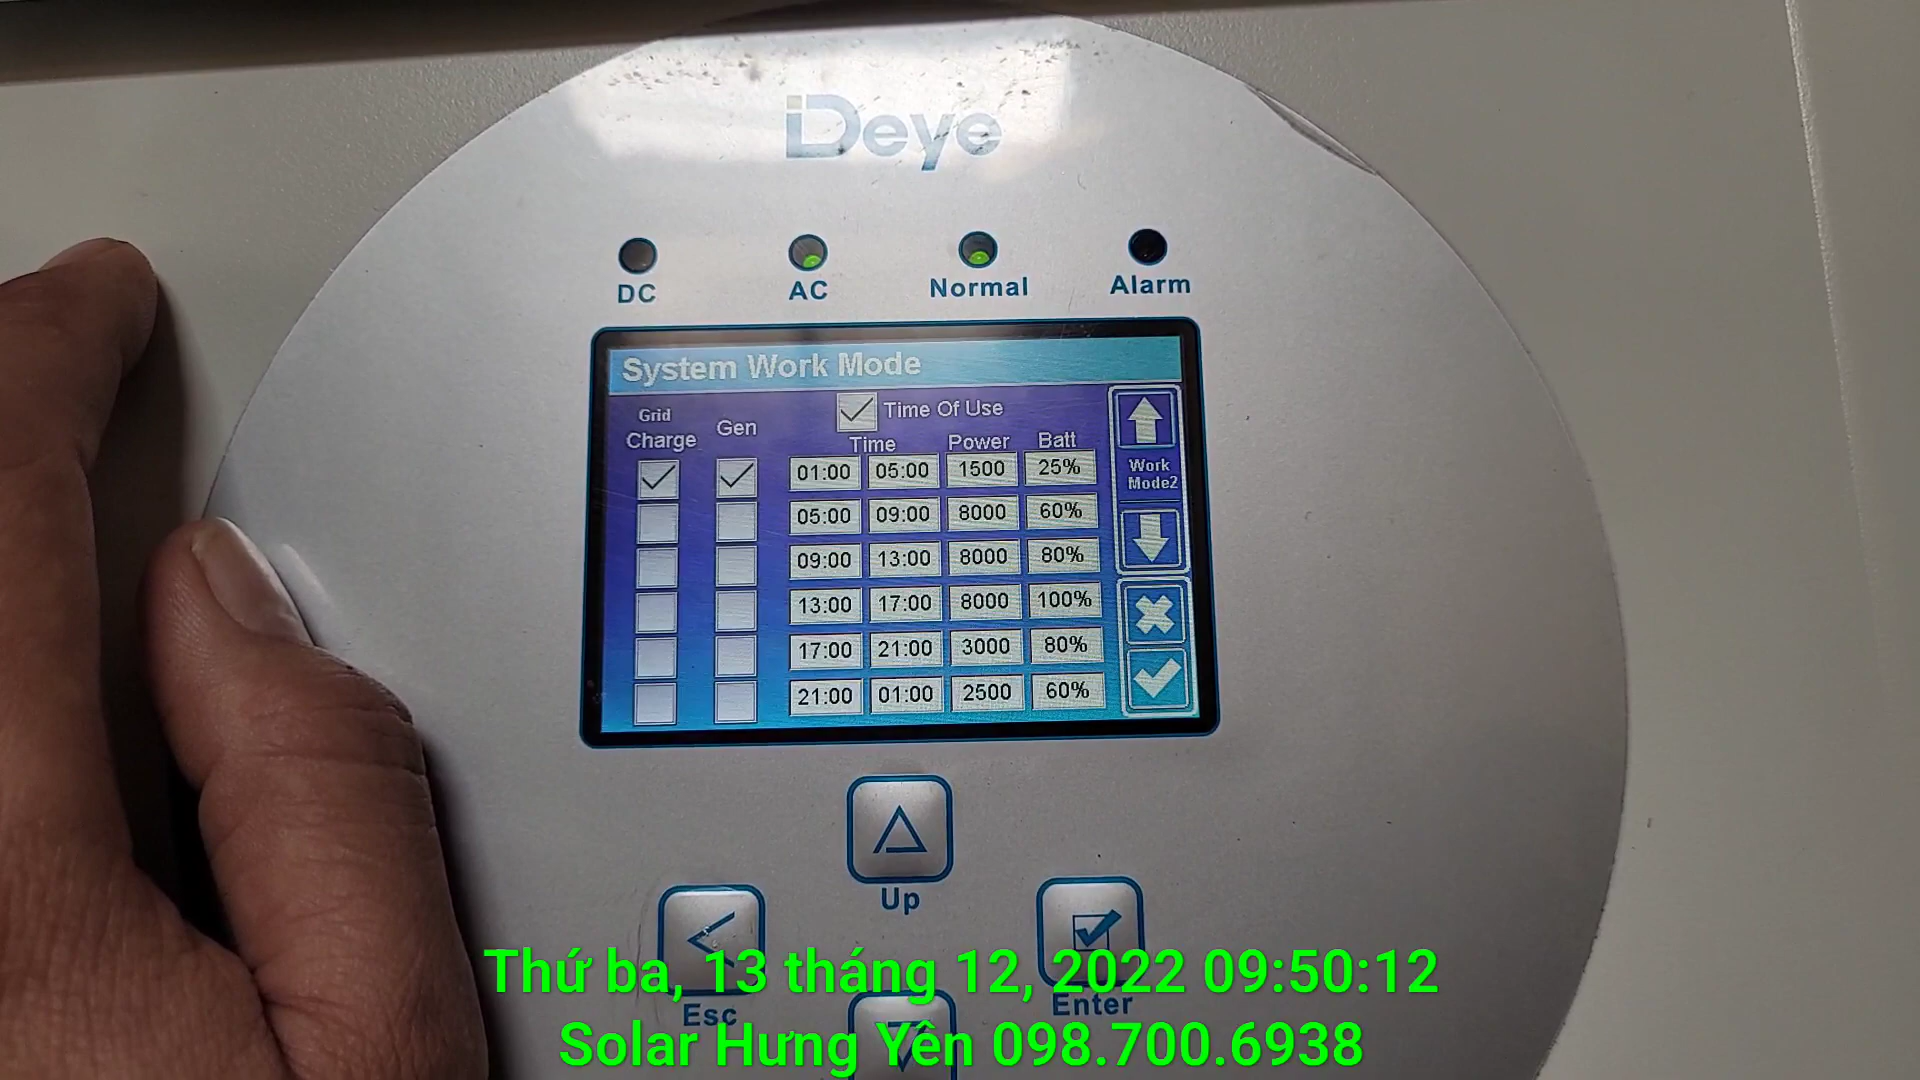 Deye
DC AC Normal Alarm
System Work Mode
Grid Charge Gen Time Of Use
Time Power Batt
01:00 05:00 1500 25%
05:00 09:00 8000 60%
09:00 13:00 8000 80%
13:00 17:00 8000 100%
17:00 21:00 3000 80%
21:00 01:00 2500 60%
Work
Mode2
Up
Esc
Enter
Thứ ba, 13 tháng 12, 2022 09:50:12
Solar Hưng Yên 098.700.6938